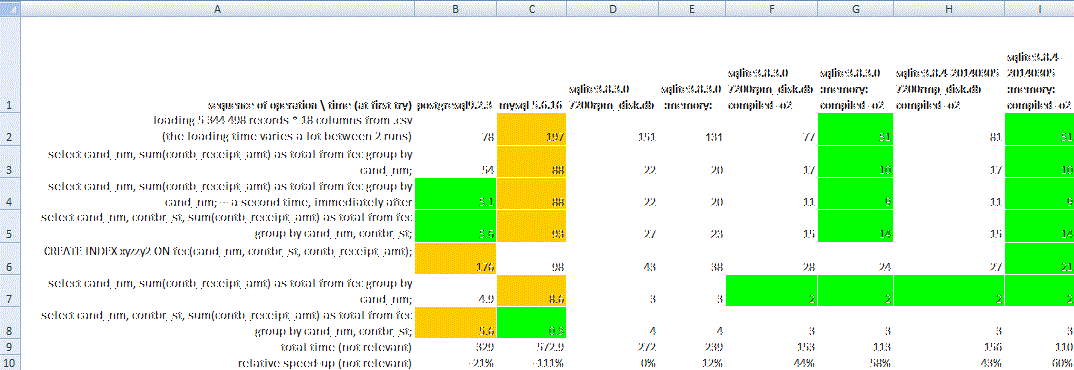 A B C D E F G H I
sqlite3.8.4-
sqlite3.8.3.0 sqlite3.8.3.0 sqlite3.8.4-20140305 20140305
sqlite3.8.3.0 sqlite3.8.3.0 7200rpm_disk.db :memory: 7200rmp_disk.db :memory:
1 sequence of operation \ time (at first try) postgresql9.2.3 mysql 5.6.16 7200rpm_disk.db :memory: compiled -o2 compiled -o2 compiled -o2 compiled -o2
loading 5 344 498 records * 18 columns from .csv
2 (the loading time varies a lot between 2 runs) 78 197 151 131 77 51 81 51
select cand_nm, sum(contb_receipt_amt) as total from fec group by
3 cand_nm; 54 88 22 20 17 10 17 10
select cand_nm, sum(contb_receipt_amt) as total from fec group by
4 cand_nm; -- a second time, immediately after 5.1 88 22 20 11 9 11
select cand_nm, contbr_st, sum(contb_receipt_amt) as total from fec
5 group by cand_nm, contbr_st; 5.6 93 27 23 15 14 15 14
CREATE INDEX xyzzy2 ON fec(cand_nm, contbr_st, contb_receipt_amt);
6 176 98 43 38 28 24 27 21
select cand_nm, sum(contb_receipt_amt) as total from fec group by
7 cand_nm; 4.9 8.6 3 3 2 2 2 2
select cand_nm, contbr_st, sum(contb_receipt_amt) as total from fec
8 group by cand_nm, contbr_st; 5.6 4 4 3 3 3 3
9 total time (not relevant) 329 572.9 272 239 153 113 156 110
10 relative speed-up (not relevant) -21% -111% 0% 12% 44% 58% 43% 60%